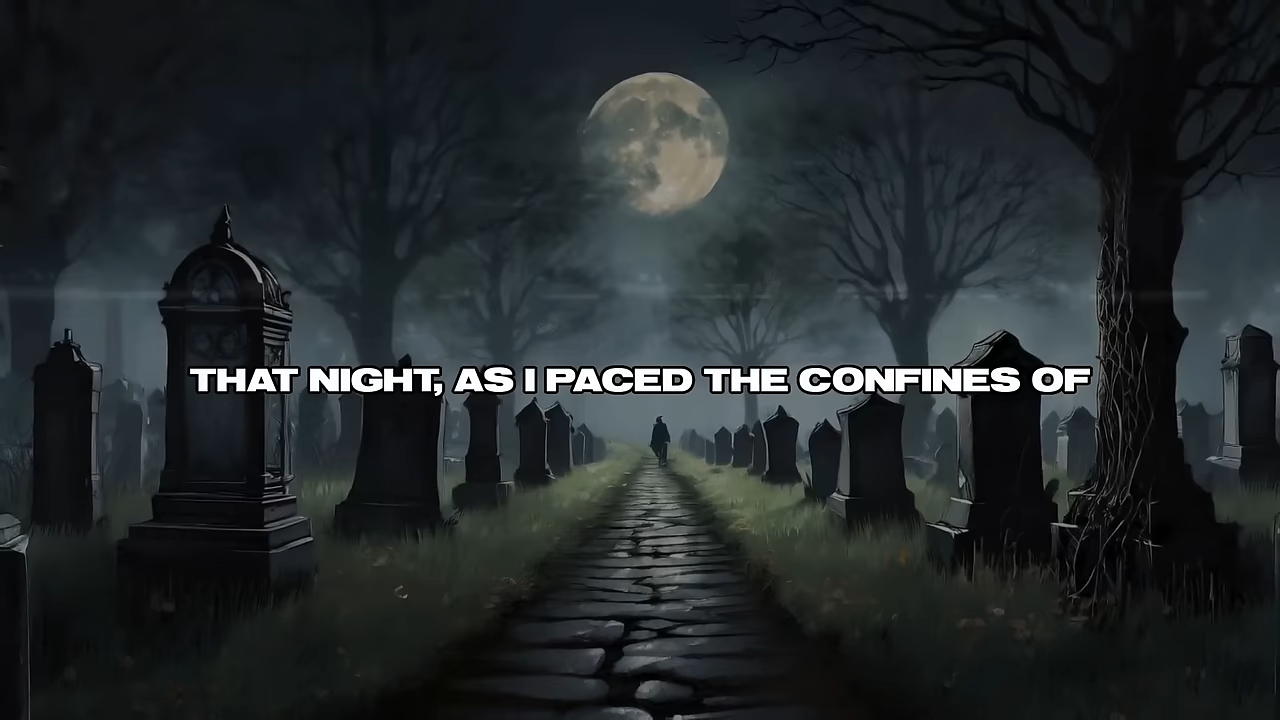 THAT NIGHT, AS I PACED THE CONFINES OF